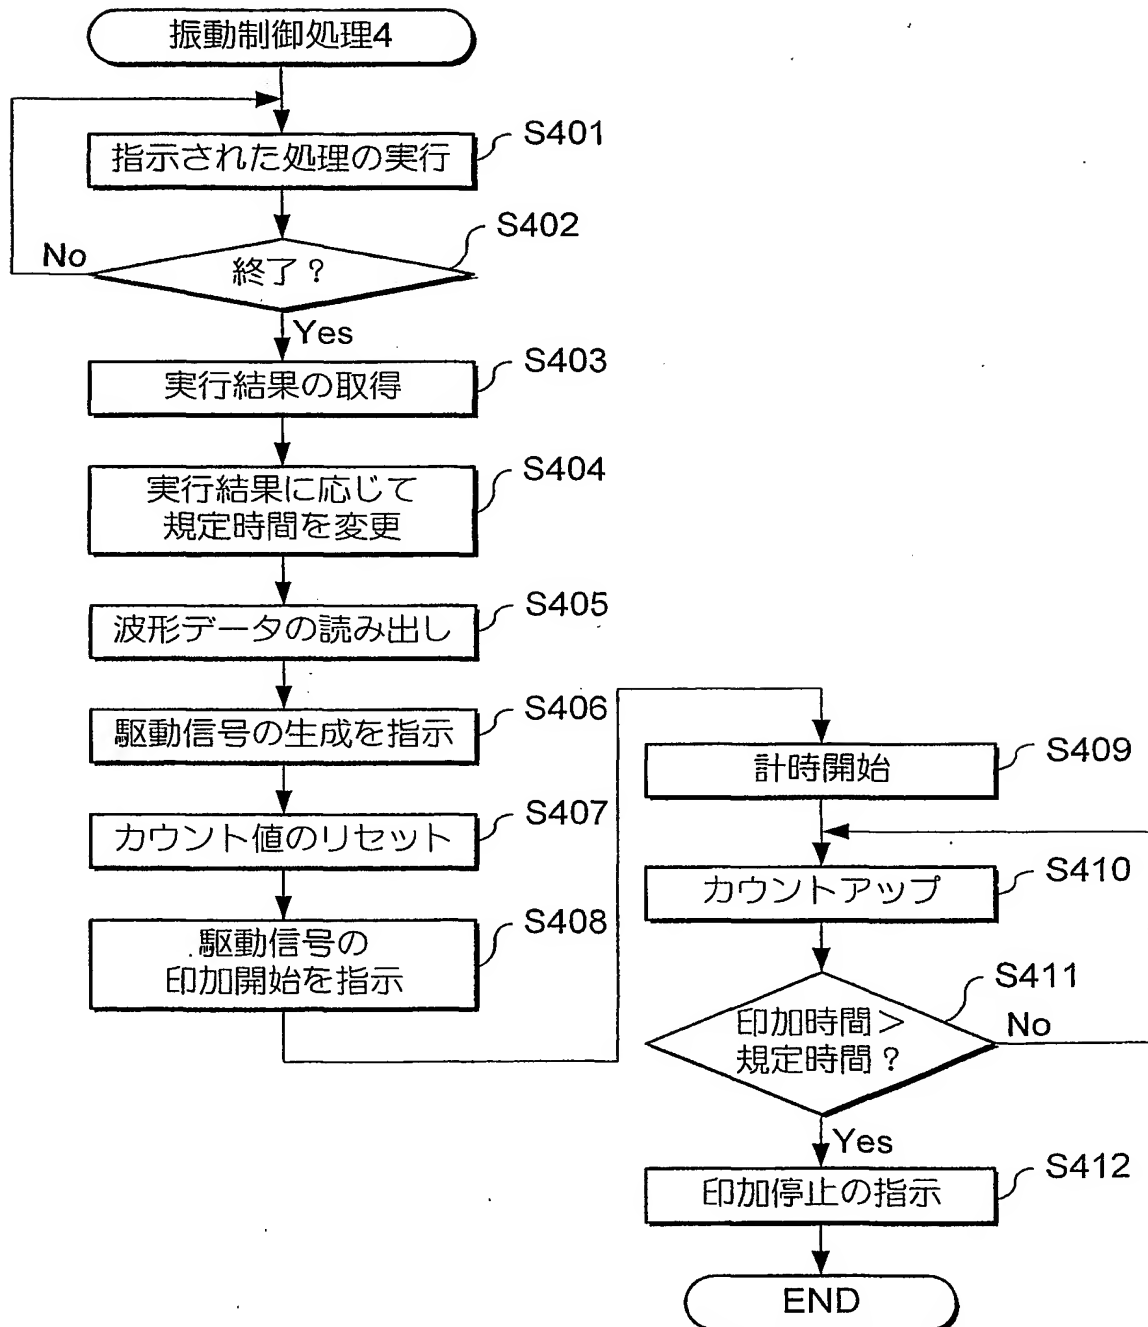 振動制御処理4
指示された処理の実行
S401
終了?
S402
No
Yes
実行結果の取得
S403
実行結果に応じて
規定時間を変更
S404
波形データの読み出し
S405
駆動信号の生成を指示
S406
カウント値のリセット
S407
駆動信号の
印加開始を指示
S408
計時開始
S409
カウントアップ
S410
印加時間>
規定時間?
S411
No
Yes
印加停止の指示
S412
END